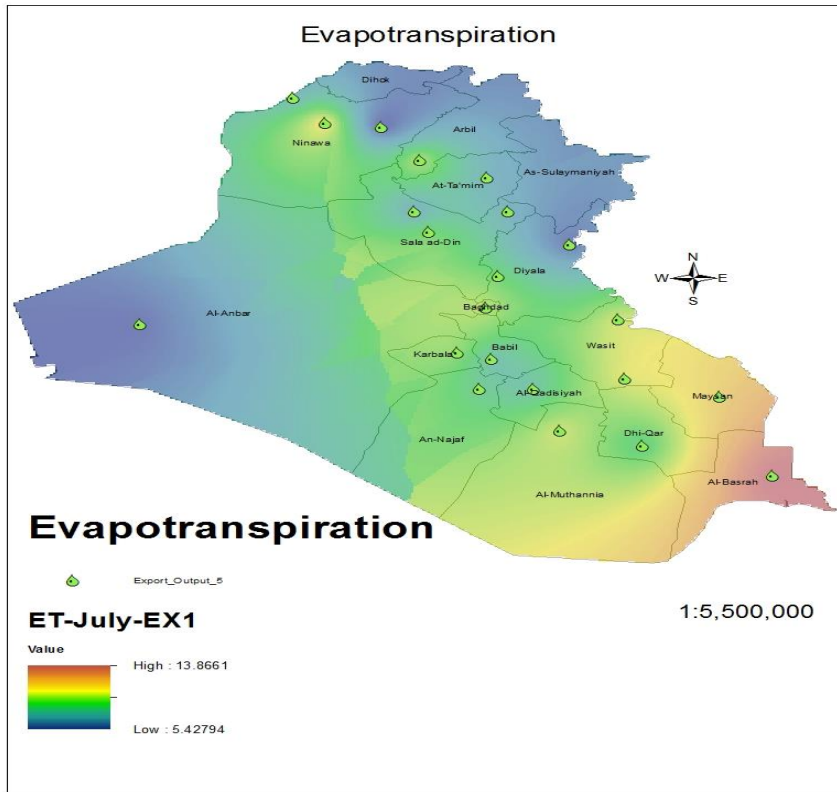 Evapotranspiration
Dihok
Arbil
Ninawa
As-Sulaymaniyah
At-Ta'mim
Sala ad-Din
Diyala
N
W E
S
Al-Anbar
Baghdad
Wasit
Babil
Karbala
Al-Qadisiyah
Maysan
An-Najaf
Dhi-Qar
Al-Basrah
Al-Muthannia
Evapotranspiration
Export_Output_5
ET-July-EX1
1:5,500,000
Value
High : 13.8661
Low : 5.42794